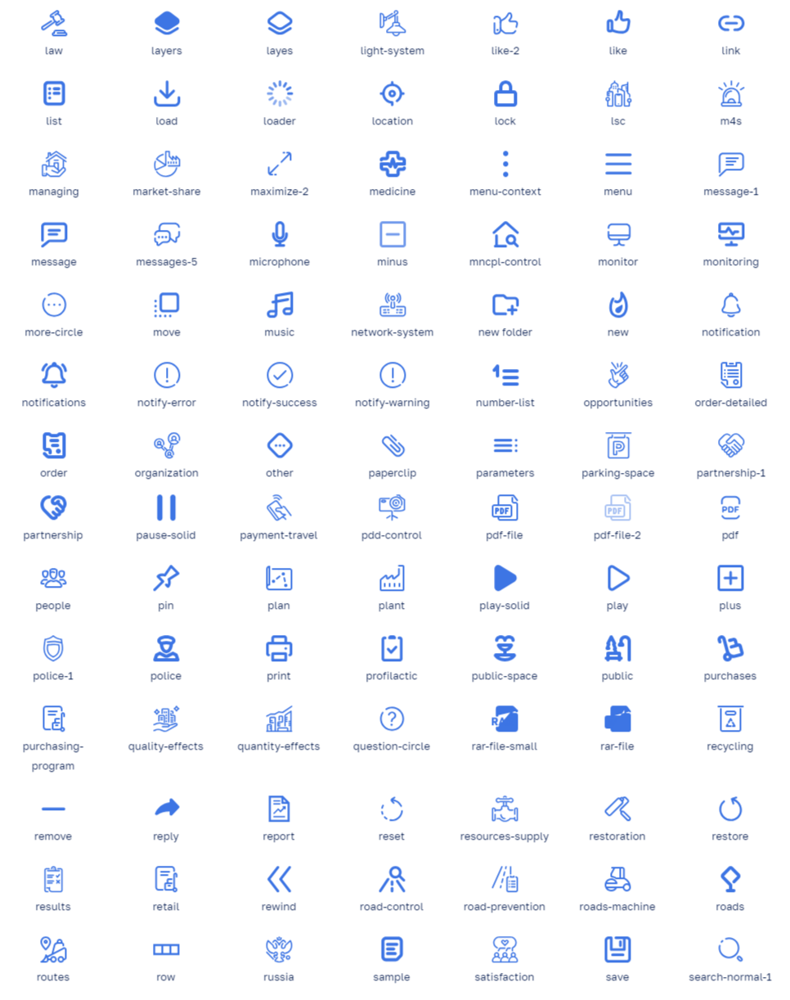 law layers layes light-system like-2 like link
list load loader location lock lsc m4s
managing market-share maximize-2 medicine menu-context menu message-1
message messages-5 microphone minus mncpl-control monitor monitoring
more-circle move music network-system new folder new notification
1
notifications notify-error notify-success notify-warning number-list opportunities order-detailed
P
order organization other paperclip parameters parking-space partnership-1
PDF PDF PDF
partnership pause-solid payment-travel pdd-control pdf-file pdf-file-2 pdf
people pin plan plant play-solid play plus
police-1 police print profilactic public-space public purchases
purchasing- quality-effects quantity-effects question-circle rar-file-small rar-file recycling
program
remove reply report reset resources-supply restoration restore
results retail rewind road-control road-prevention roads-machine roads
routes row russia sample satisfaction save search-normal-1